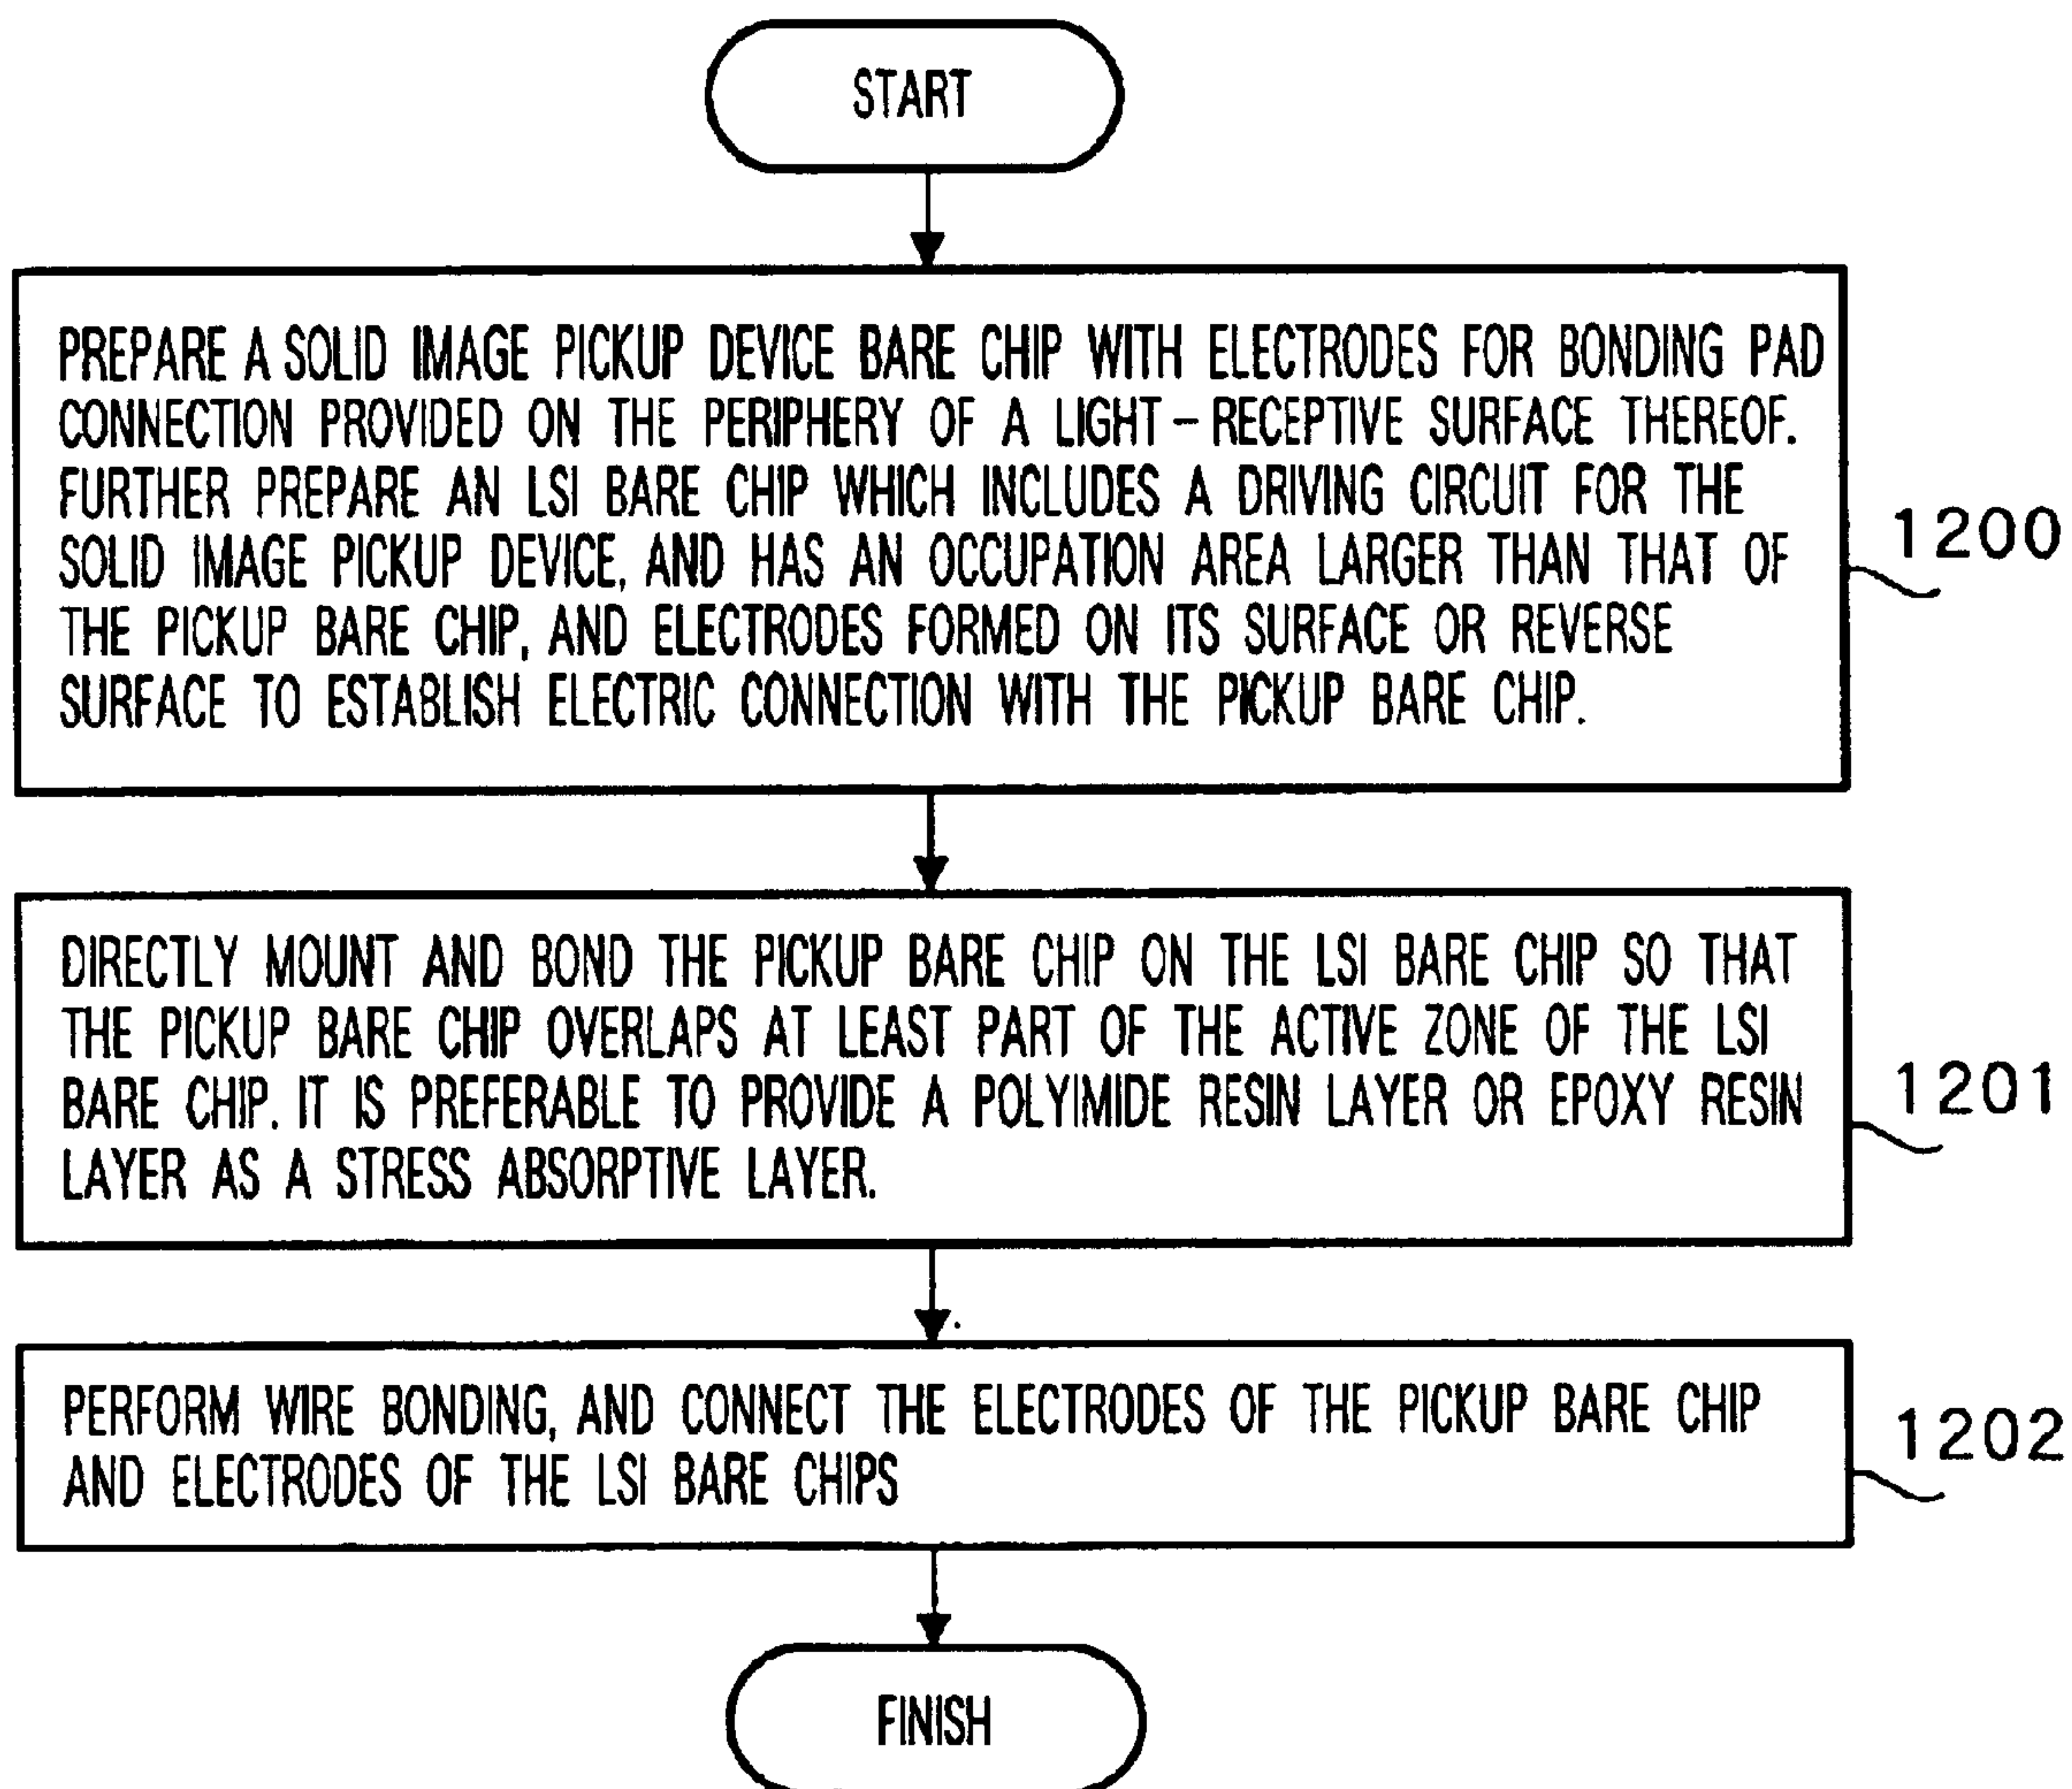 START
PREPARE A SOLID IMAGE PICKUP DEVICE BARE CHIP WITH ELECTRODES FOR BONDING PAD
CONNECTION PROVIDED ON THE PERIPHERY OF A LIGHT-RECEPTIVE SURFACE THEREOF.
FURTHER PREPARE AN LSI BARE CHIP WHICH INCLUDES A DRIVING CIRCUIT FOR THE
SOLID IMAGE PICKUP DEVICE, AND HAS AN OCCUPATION AREA LARGER THAN THAT OF
THE PICKUP BARE CHIP, AND ELECTRODES FORMED ON ITS SURFACE OR REVERSE
SURFACE TO ESTABLISH ELECTRIC CONNECTION WITH THE PICKUP BARE CHIP.
1200
DIRECTLY MOUNT AND BOND THE PICKUP BARE CHIP ON THE LSI BARE CHIP SO THAT
THE PICKUP BARE CHIP OVERLAPS AT LEAST PART OF THE ACTIVE ZONE OF THE LSI
BARE CHIP. IT IS PREFERABLE TO PROVIDE A POLYIMIDE RESIN LAYER OR EPOXY RESIN
LAYER AS A STRESS ABSORPTIVE LAYER.
1201
PERFORM WIRE BONDING, AND CONNECT THE ELECTRODES OF THE PICKUP BARE CHIP
AND ELECTRODES OF THE LSI BARE CHIPS
1202
FINISH